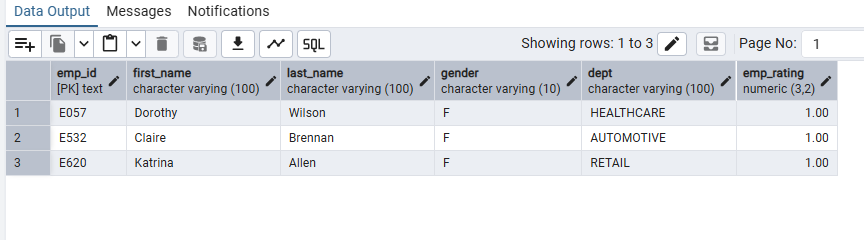 Data Output Messages Notifications
SQL Showing rows: 1 to 3 Page No: 1
emp_id first_name last_name gender dept emp_rating
[PK] text character varying (100) character varying (100) character varying (10) character varying (100) numeric (3,2)
1 E057 Dorothy Wilson F HEALTHCARE 1.00
2 E532 Claire Brennan F AUTOMOTIVE 1.00
3 E620 Katrina Allen F RETAIL 1.00